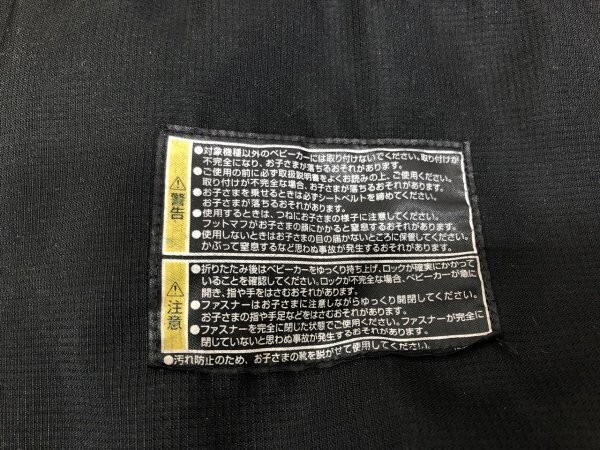 ⚠警告
●対象機種以外のベビーカーには取り付けないでください。取り付けが
不完全になり、お子さまが落ちるおそれがあります。
●ご使用の前に必ず取扱説明書をよくお読みの上、ご使用ください。
取り付けが不完全な場合、お子さまが落ちるおそれがあります。
●お子さまを乗せるときは必ずシートベルトを締めてください。
お子さまが落ちるおそれがあります。
●使用するときは、つねにお子さまの様子に注意してください。
フットマフがお子さまの顔にかかると窒息するおそれがあります。
●使用しないときはお子さまの目の届かないところに保管してください。
かぶって窒息するなど思わぬ事故が発生するおそれがあります。
⚠注意
●折りたたみ後はベビーカーをゆっくり持ち上げ、ロックが確実にかかって
いることを確認してください。ロックが不完全な場合、ベビーカーが急に
開き、指や手をはさむおそれがあります。
●ファスナーはお子さまに注意しながらゆっくり開閉してください。
お子さまの指や手足などをはさむおそれがあります。
●ファスナーを完全に閉じた状態でご使用ください。ファスナーが完全に
閉じていないと思わぬ事故が発生するおそれがあります。
●汚れ防止のため、お子さまの靴を脱がせて使用してください。